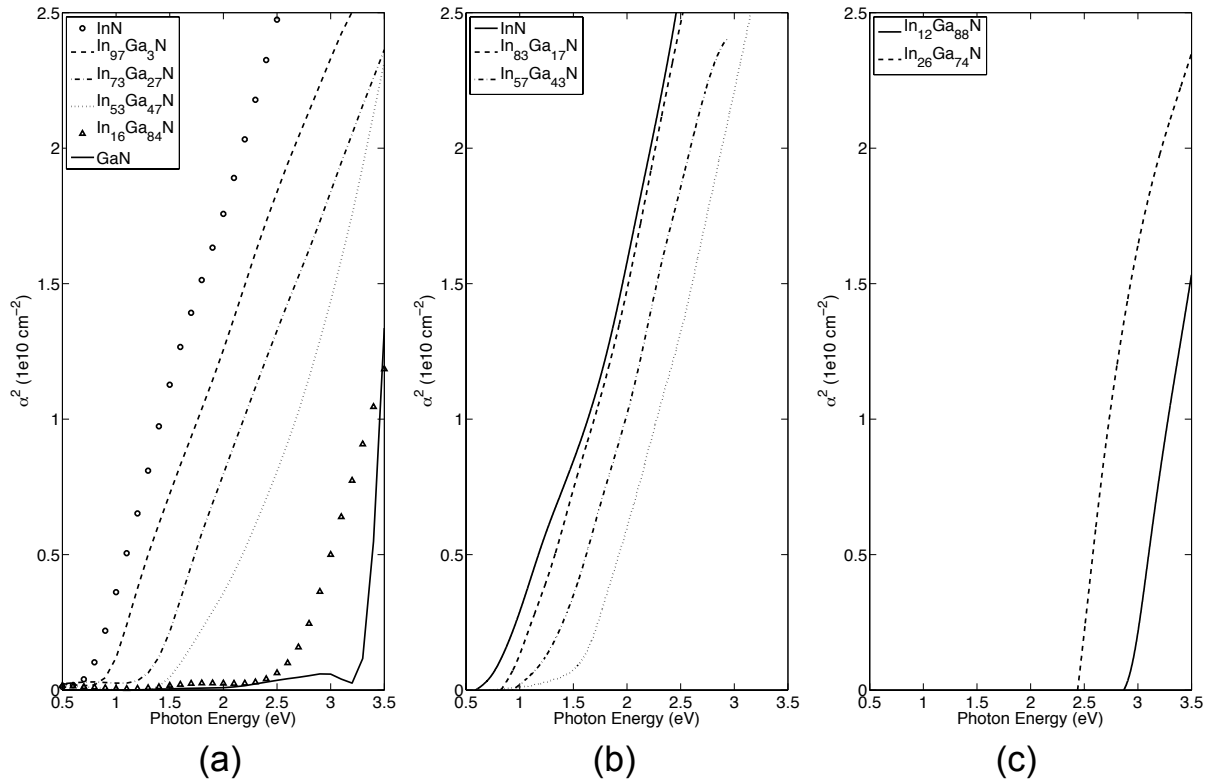 2.5
2
1.5
1
0.5
0
0.5 1 1.5 2 2.5 3 3.5
α² (1e10 cm⁻²)
Photon Energy (eV)
InN
In₉₇Ga₃N
In₇₃Ga₂₇N
In₅₃Ga₄₇N
In₁₆Ga₈₄N
GaN
(a)
2.5
2
1.5
1
0.5
0
0.5 1 1.5 2 2.5 3 3.5
α² (1e10 cm⁻²)
Photon Energy (eV)
InN
In₈₃Ga₁₇N
In₅₇Ga₄₃N
(b)
2.5
2
1.5
1
0.5
0
0.5 1 1.5 2 2.5 3 3.5
α² (1e10 cm⁻²)
Photon Energy (eV)
In₁₂Ga₈₈N
In₂₆Ga₇₄N
(c)